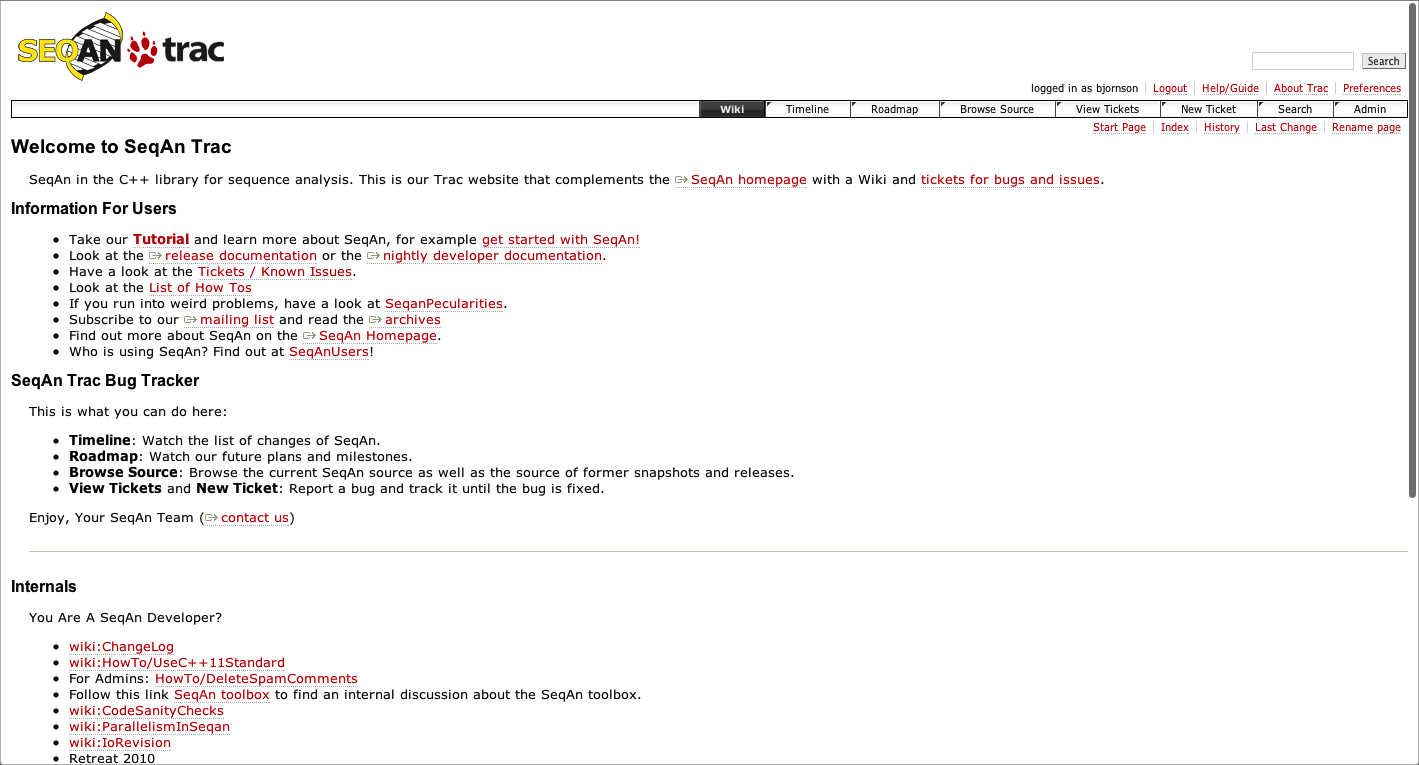 SEQAN trac
Search
logged in as bjornson Logout Help/Guide About Trac Preferences
Wiki Timeline Roadmap Browse Source View Tickets New Ticket Search Admin
Start Page Index History Last Change Rename page
Welcome to SeqAn Trac
SeqAn in the C++ library for sequence analysis. This is our Trac website that complements the SeqAn homepage with a Wiki and tickets for bugs and issues.
Information For Users
Take our Tutorial and learn more about SeqAn, for example get started with SeqAn!
Look at the release documentation or the nightly developer documentation.
Have a look at the Tickets / Known Issues.
Look at the List of How Tos
If you run into weird problems, have a look at SeqanPecularities.
Subscribe to our mailing list and read the archives
Find out more about SeqAn on the SeqAn Homepage.
Who is using SeqAn? Find out at SeqAnUsers!
SeqAn Trac Bug Tracker
This is what you can do here:
Timeline: Watch the list of changes of SeqAn.
Roadmap: Watch our future plans and milestones.
Browse Source: Browse the current SeqAn source as well as the source of former snapshots and releases.
View Tickets and New Ticket: Report a bug and track it until the bug is fixed.
Enjoy, Your SeqAn Team (contact us)
Internals
You Are A SeqAn Developer?
wiki:ChangeLog
wiki:HowTo/UseC++11Standard
For Admins: HowTo/DeleteSpamComments
Follow this link SeqAn toolbox to find an internal discussion about the SeqAn toolbox.
wiki:CodeSanityChecks
wiki:ParallelismInSeqan
wiki:IoRevision
Retreat 2010